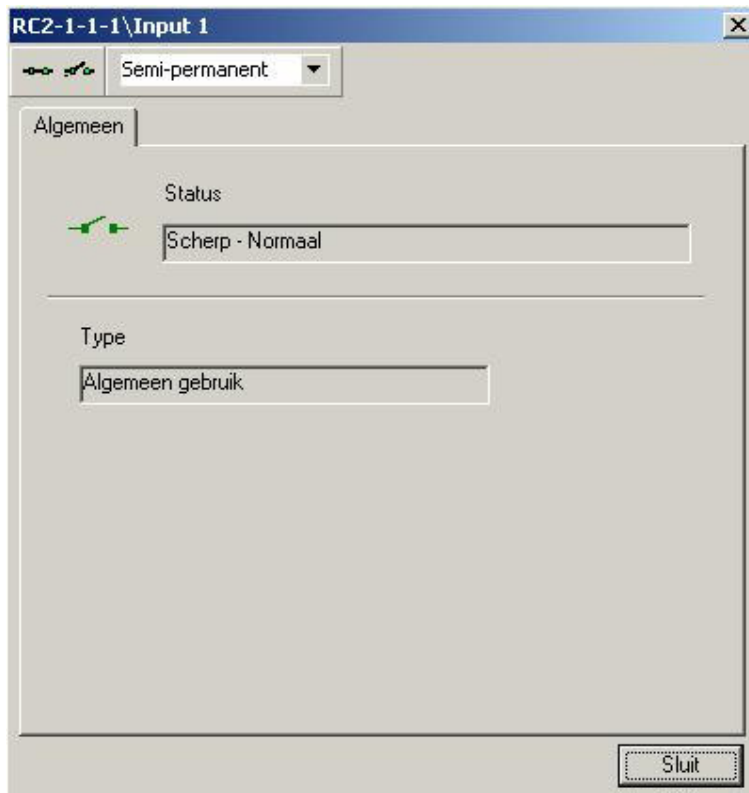 RC2-1-1-1\Input 1
Semi-permanent
Algemeen
Status
Scherp - Normaal
Type
Algemeen gebruik
Sluit